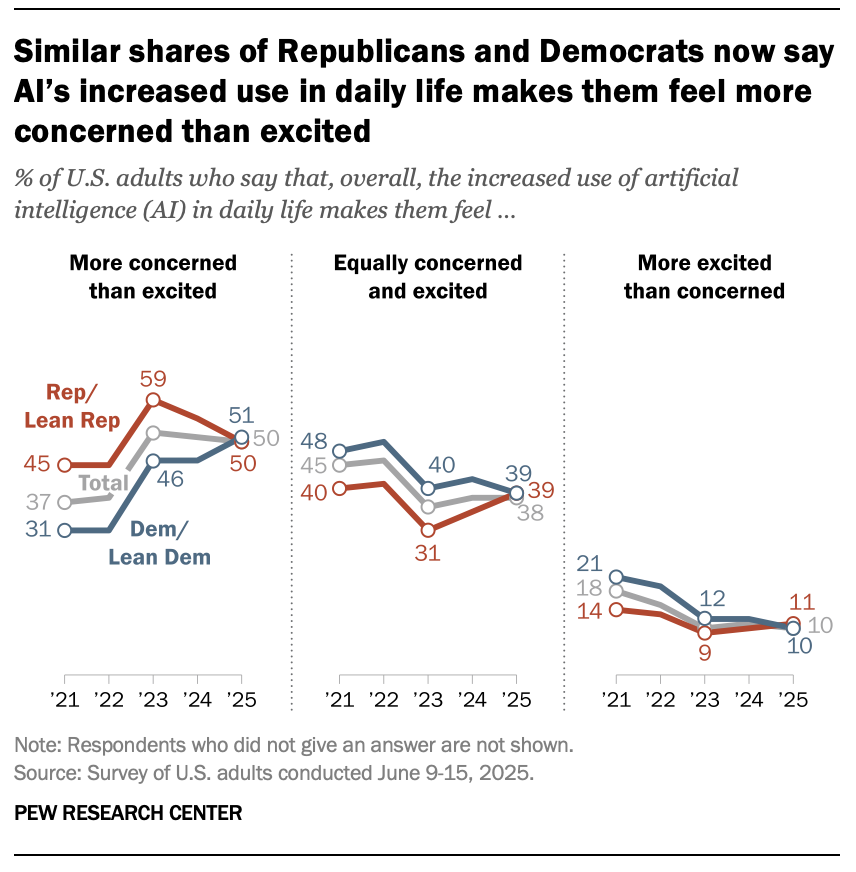 Similar shares of Republicans and Democrats now say
AI’s increased use in daily life makes them feel more
concerned than excited
% of U.S. adults who say that, overall, the increased use of artificial
intelligence (AI) in daily life makes them feel ...
More concerned
than excited
59
Rep/
Lean Rep
51
50
45
50
Total
46
37
31
Dem/
Lean Dem
’21 ’22 ’23 ’24 ’25
Equally concerned
and excited
48
45
40
40
39
39
38
31
’21 ’22 ’23 ’24 ’25
More excited
than concerned
21
18
14
12
11
10
9
10
’21 ’22 ’23 ’24 ’25
Note: Respondents who did not give an answer are not shown.
Source: Survey of U.S. adults conducted June 9-15, 2025.
PEW RESEARCH CENTER